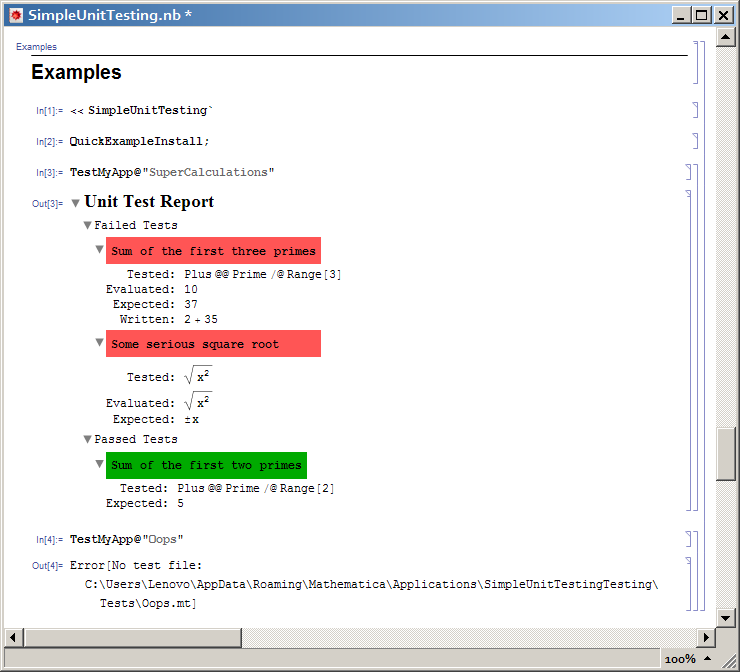 SimpleUnitTesting.nb *
Examples
Examples
In[1]:= << SimpleUnitTesting`
In[2]:= QuickExampleInstall;
In[3]:= TestMyApp@"SuperCalculations"
Out[3]= ▼ Unit Test Report
▼ Failed Tests
▼ Sum of the first three primes
Tested: Plus @@ Prime /@ Range[3]
Evaluated: 10
Expected: 37
Written: 2 + 35
▼ Some serious square root
Tested: √x²
Evaluated: √x²
Expected: ±x
▼ Passed Tests
▼ Sum of the first two primes
Tested: Plus @@ Prime /@ Range[2]
Expected: 5
In[4]:= TestMyApp@"Oops"
Out[4]= Error[No test file:
C:\Users\Lenovo\AppData\Roaming\Mathematica\Applications\SimpleUnitTestingTesting\
Tests\Oops.mt]
100%